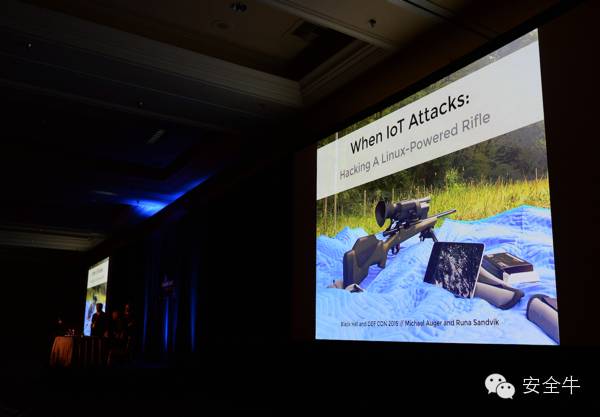 When IoT Attacks:
Hacking A Linux-Powered Rifle
Black Hat and DEF CON 2015 // Michael Auger and Runa Sandvik
安全牛